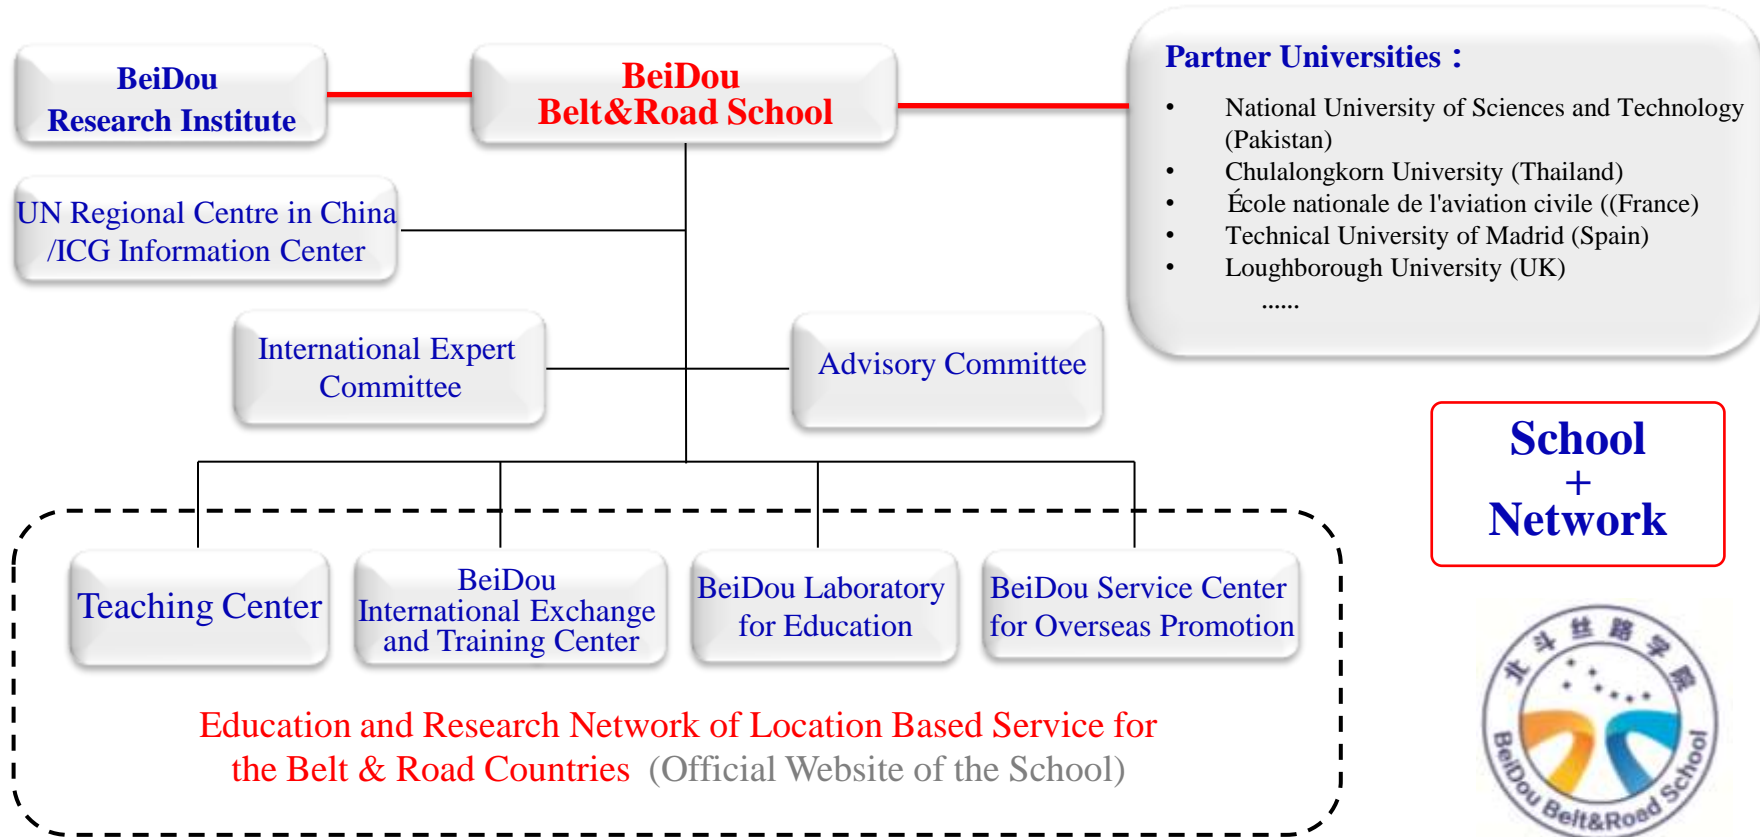 BeiDou
Research Institute
BeiDou
Belt&Road School
Partner Universities：
• National University of Sciences and Technology
(Pakistan)
• Chulalongkorn University (Thailand)
• École nationale de l'aviation civile ((France)
• Technical University of Madrid (Spain)
• Loughborough University (UK)
......
UN Regional Centre in China
/ICG Information Center
International Expert
Committee
Advisory Committee
School
+
Network
Teaching Center
BeiDou
International Exchange
and Training Center
BeiDou Laboratory
for Education
BeiDou Service Center
for Overseas Promotion
Education and Research Network of Location Based Service for
the Belt & Road Countries (Official Website of the School)
北斗丝路学院
BeiDou Belt&Road School